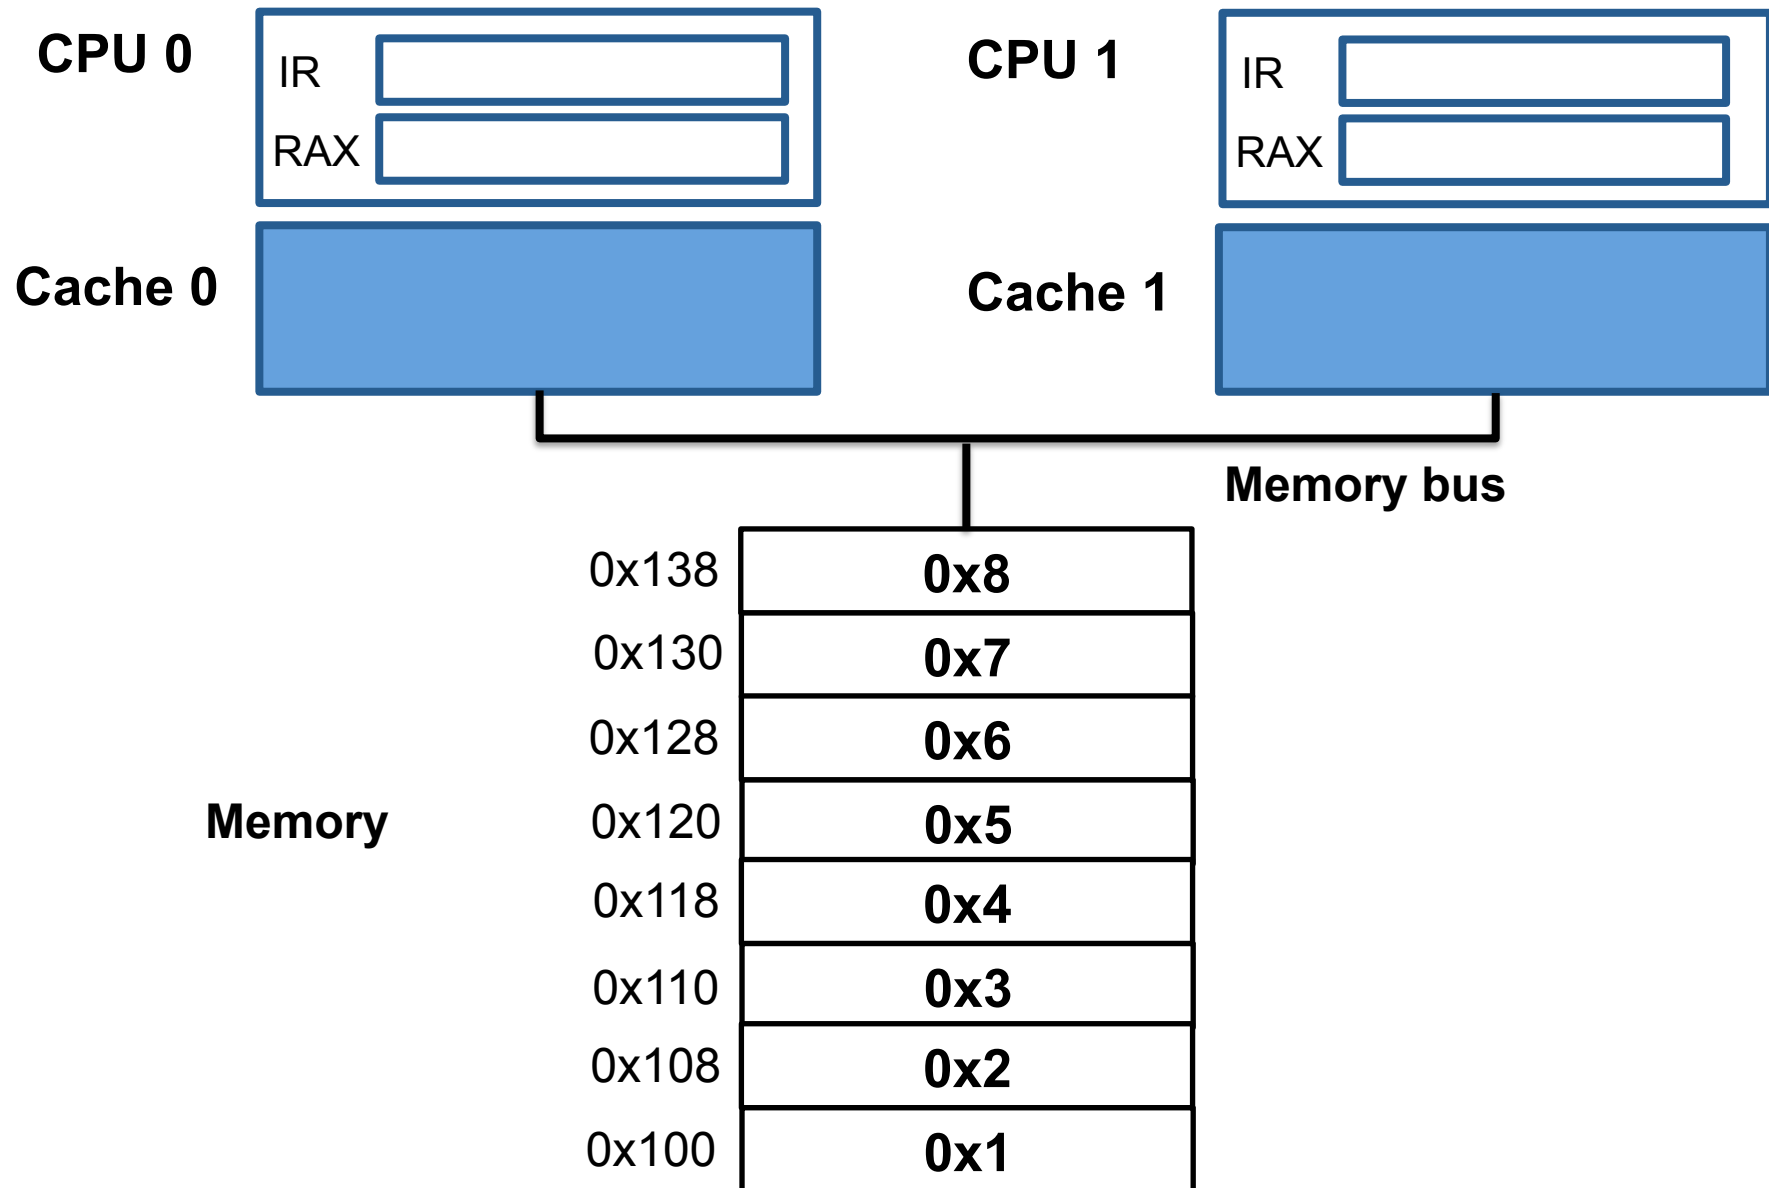 CPU 0
IR
RAX
CPU 1
IR
RAX
Cache 0
Cache 1
Memory bus
Memory
0x138 0x8
0x130 0x7
0x128 0x6
0x120 0x5
0x118 0x4
0x110 0x3
0x108 0x2
0x100 0x1